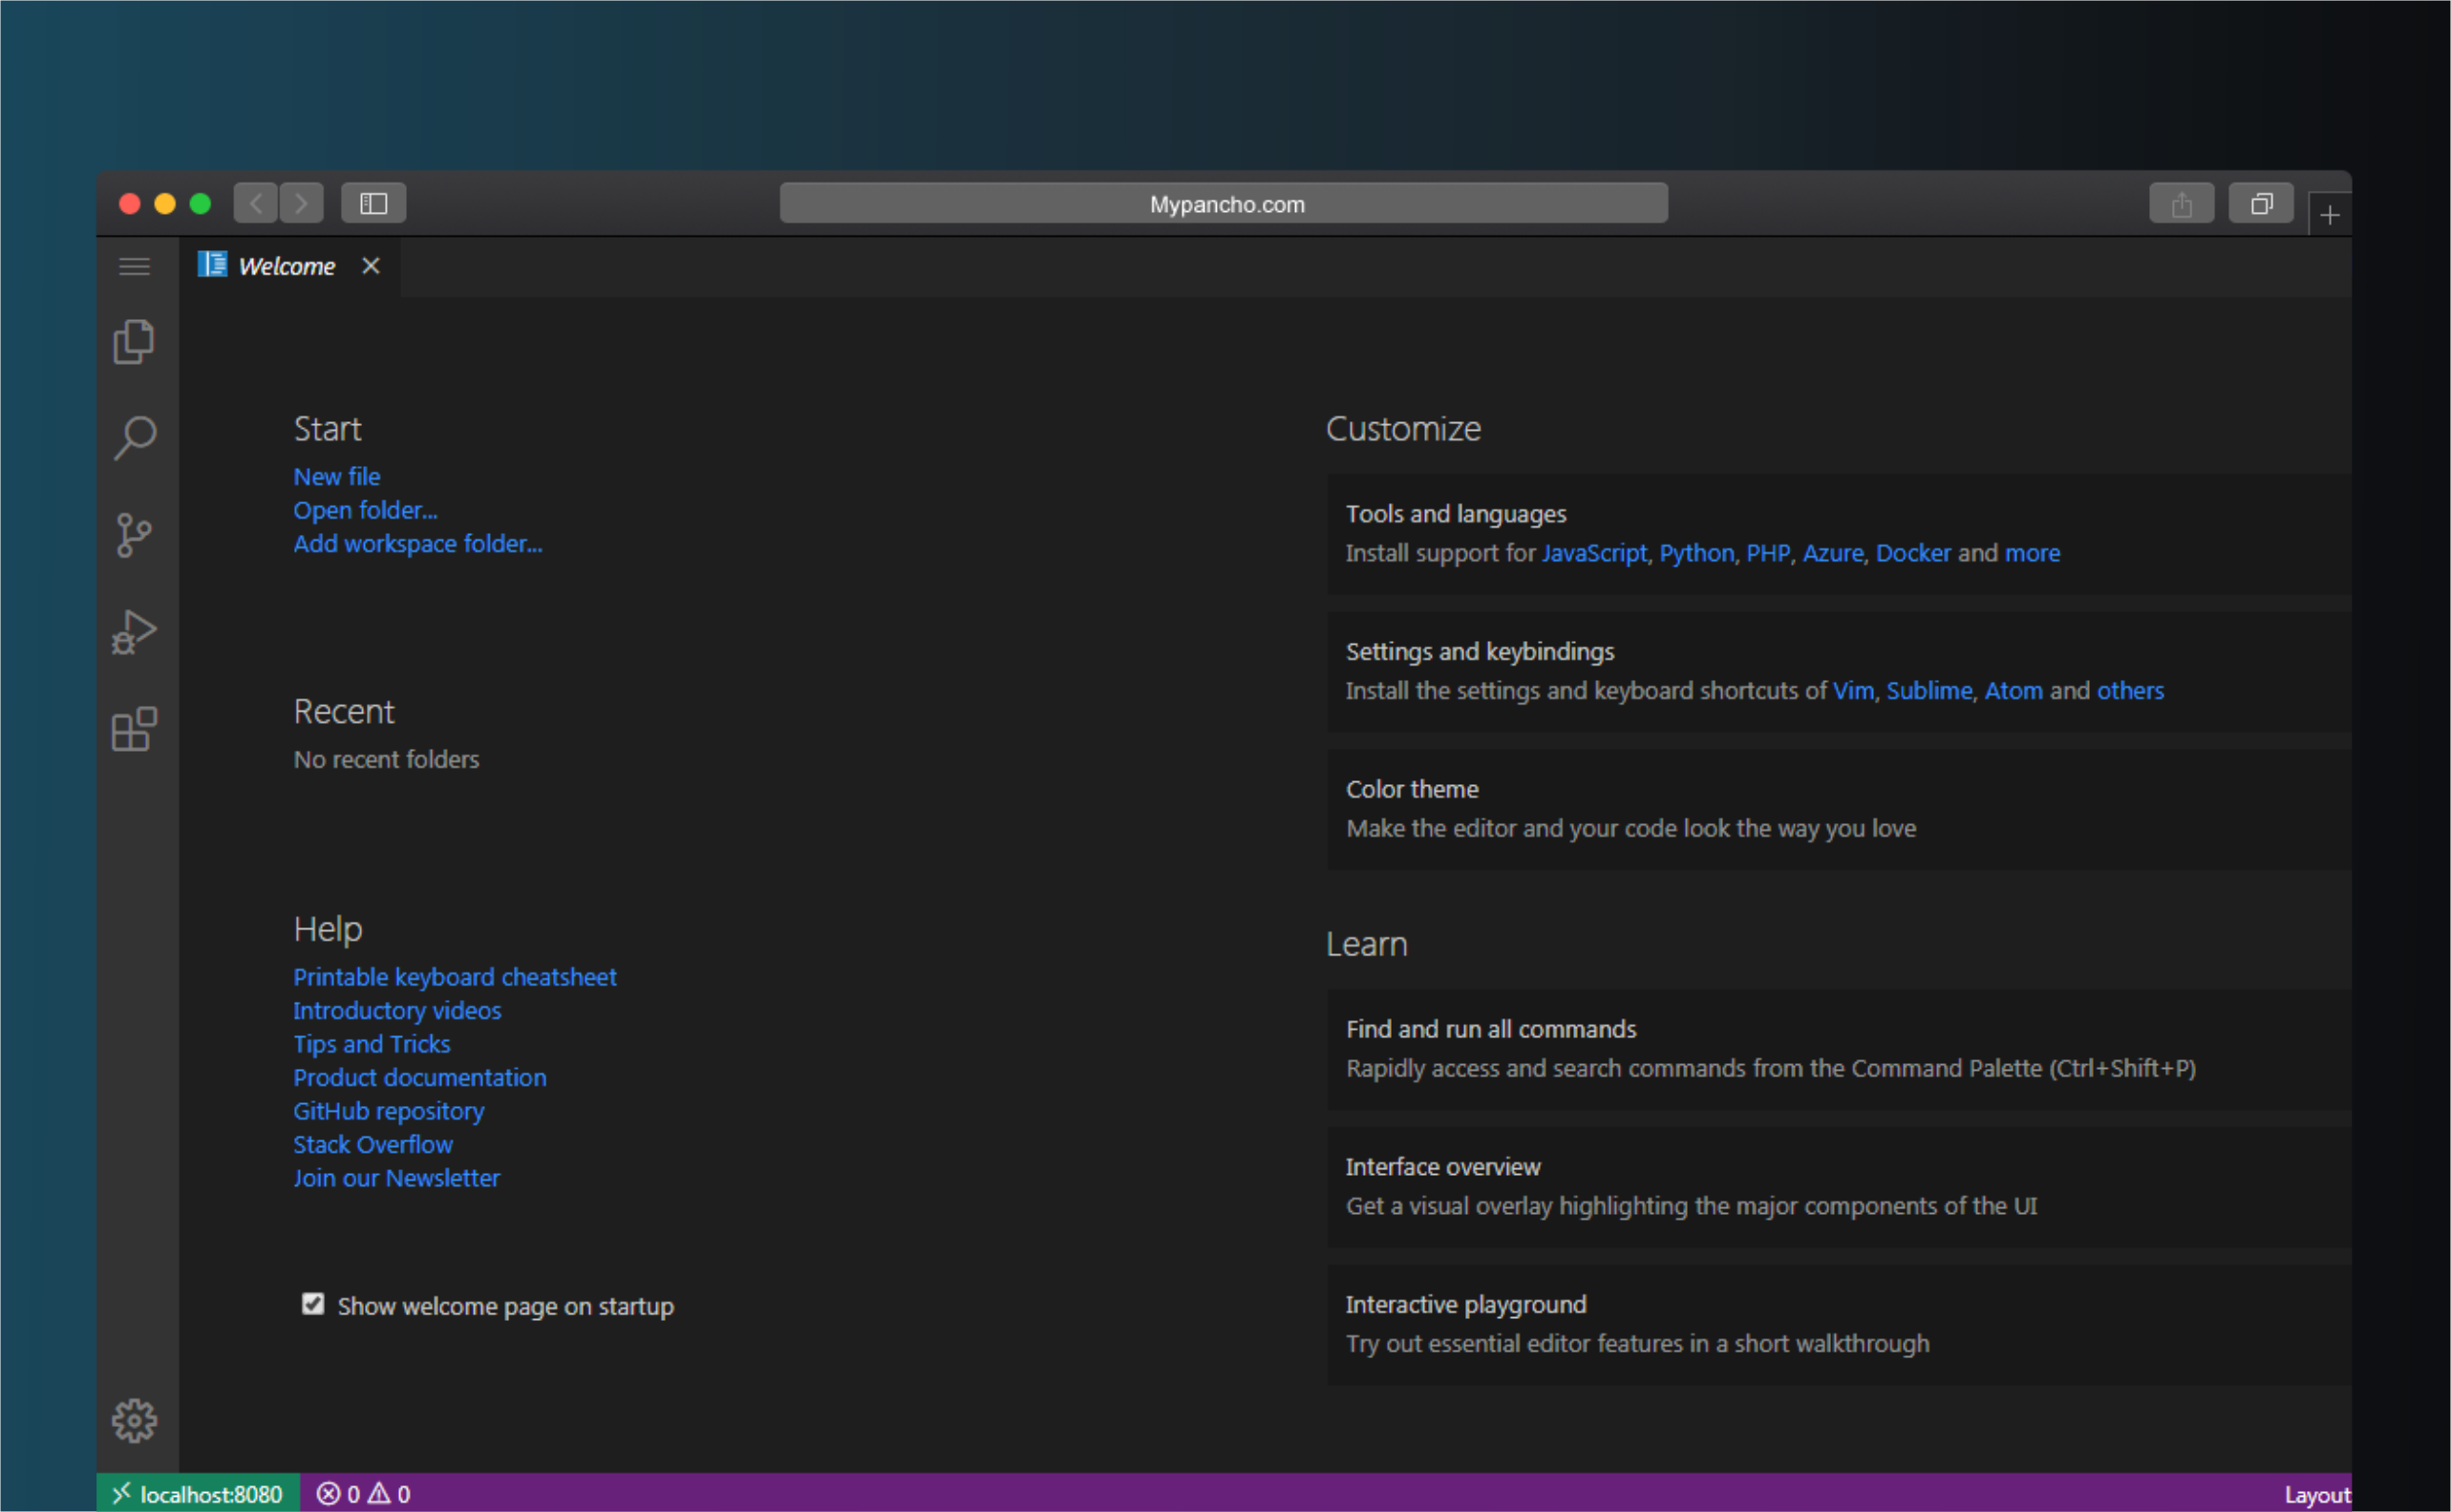 Mypancho.com
Welcome
Start
New file
Open folder...
Add workspace folder...
Recent
No recent folders
Help
Printable keyboard cheatsheet
Introductory videos
Tips and Tricks
Product documentation
GitHub repository
Stack Overflow
Join our Newsletter
Show welcome page on startup
Customize
Tools and languages
Install support for JavaScript, Python, PHP, Azure, Docker and more
Settings and keybindings
Install the settings and keyboard shortcuts of Vim, Sublime, Atom and others
Color theme
Make the editor and your code look the way you love
Learn
Find and run all commands
Rapidly access and search commands from the Command Palette (Ctrl+Shift+P)
Interface overview
Get a visual overlay highlighting the major components of the UI
Interactive playground
Try out essential editor features in a short walkthrough
localhost:8080 0 0 Layout